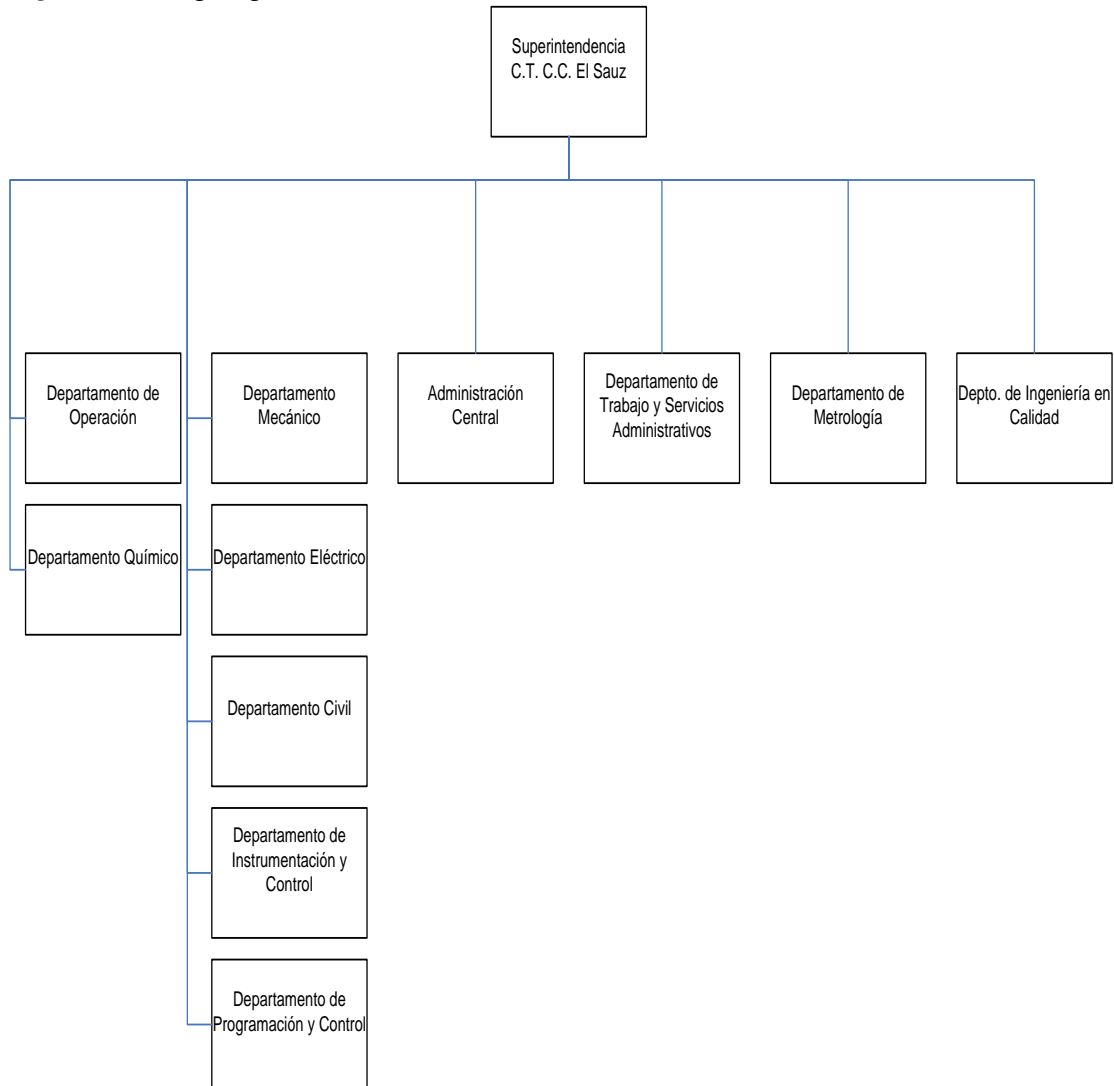 Superintendencia
C.T. C.C. El Sauz
Departamento de
Operación
Departamento
Mecánico
Administración
Central
Departamento de
Trabajo y Servicios
Administrativos
Departamento de
Metrología
Depto. de Ingeniería en
Calidad
Departamento Químico
Departamento Eléctrico
Departamento Civil
Departamento de
Instrumentación y
Control
Departamento de
Programación y Control